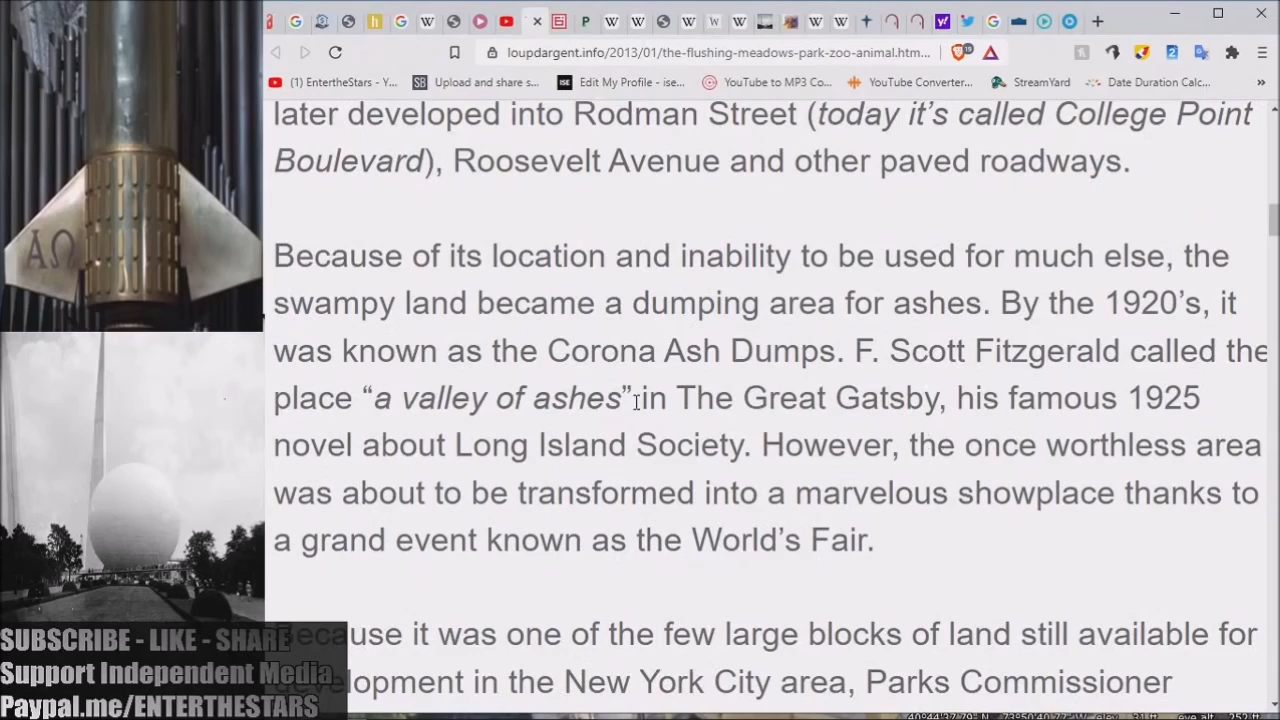 loupdargent.info/2013/01/the-flushing-meadows-park-zoo-animal.htm...
(1) EntertheStars - Y...
Upload and share s...
Edit My Profile - ise...
YouTube to MP3 Co...
YouTube Converter...
StreamYard
Date Duration Calc...
later developed into Rodman Street (today it's called College Point
Boulevard), Roosevelt Avenue and other paved roadways.
Because of its location and inability to be used for much else, the
swampy land became a dumping area for ashes. By the 1920's, it
was known as the Corona Ash Dumps. F. Scott Fitzgerald called the
place “a valley of ashes” in The Great Gatsby, his famous 1925
novel about Long Island Society. However, the once worthless area
was about to be transformed into a marvelous showplace thanks to
a grand event known as the World's Fair.
Because it was one of the few large blocks of land still available for
development in the New York City area, Parks Commissioner
ΑΩ
SUBSCRIBE - LIKE - SHARE
Support Independent Media
Paypal.me/ENTERTHESTARS